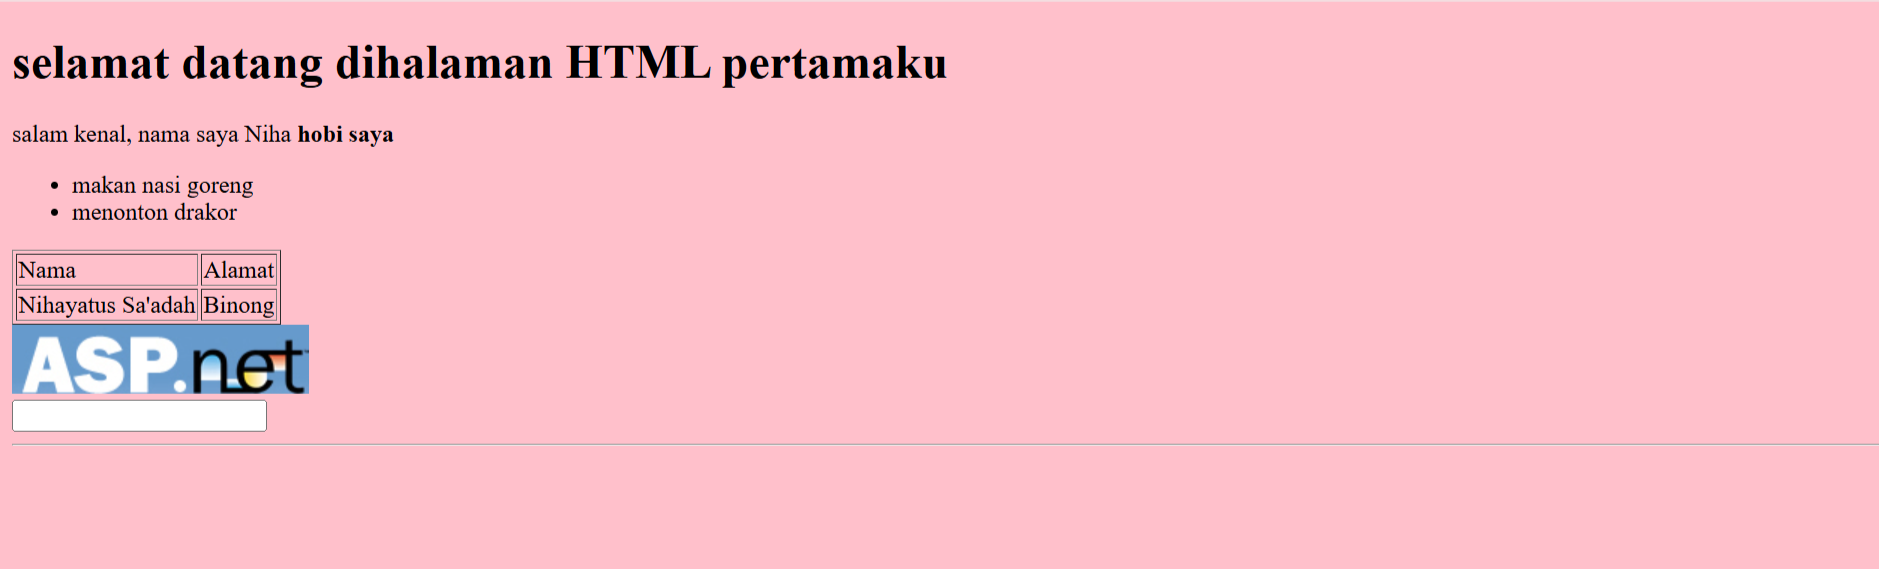 selamat datang dihalaman HTML pertamaku
salam kenal, nama saya Niha hobi saya
makan nasi goreng
menonton drakor
Nama Alamat
Nihayatus Sa'adah Binong
ASP.net